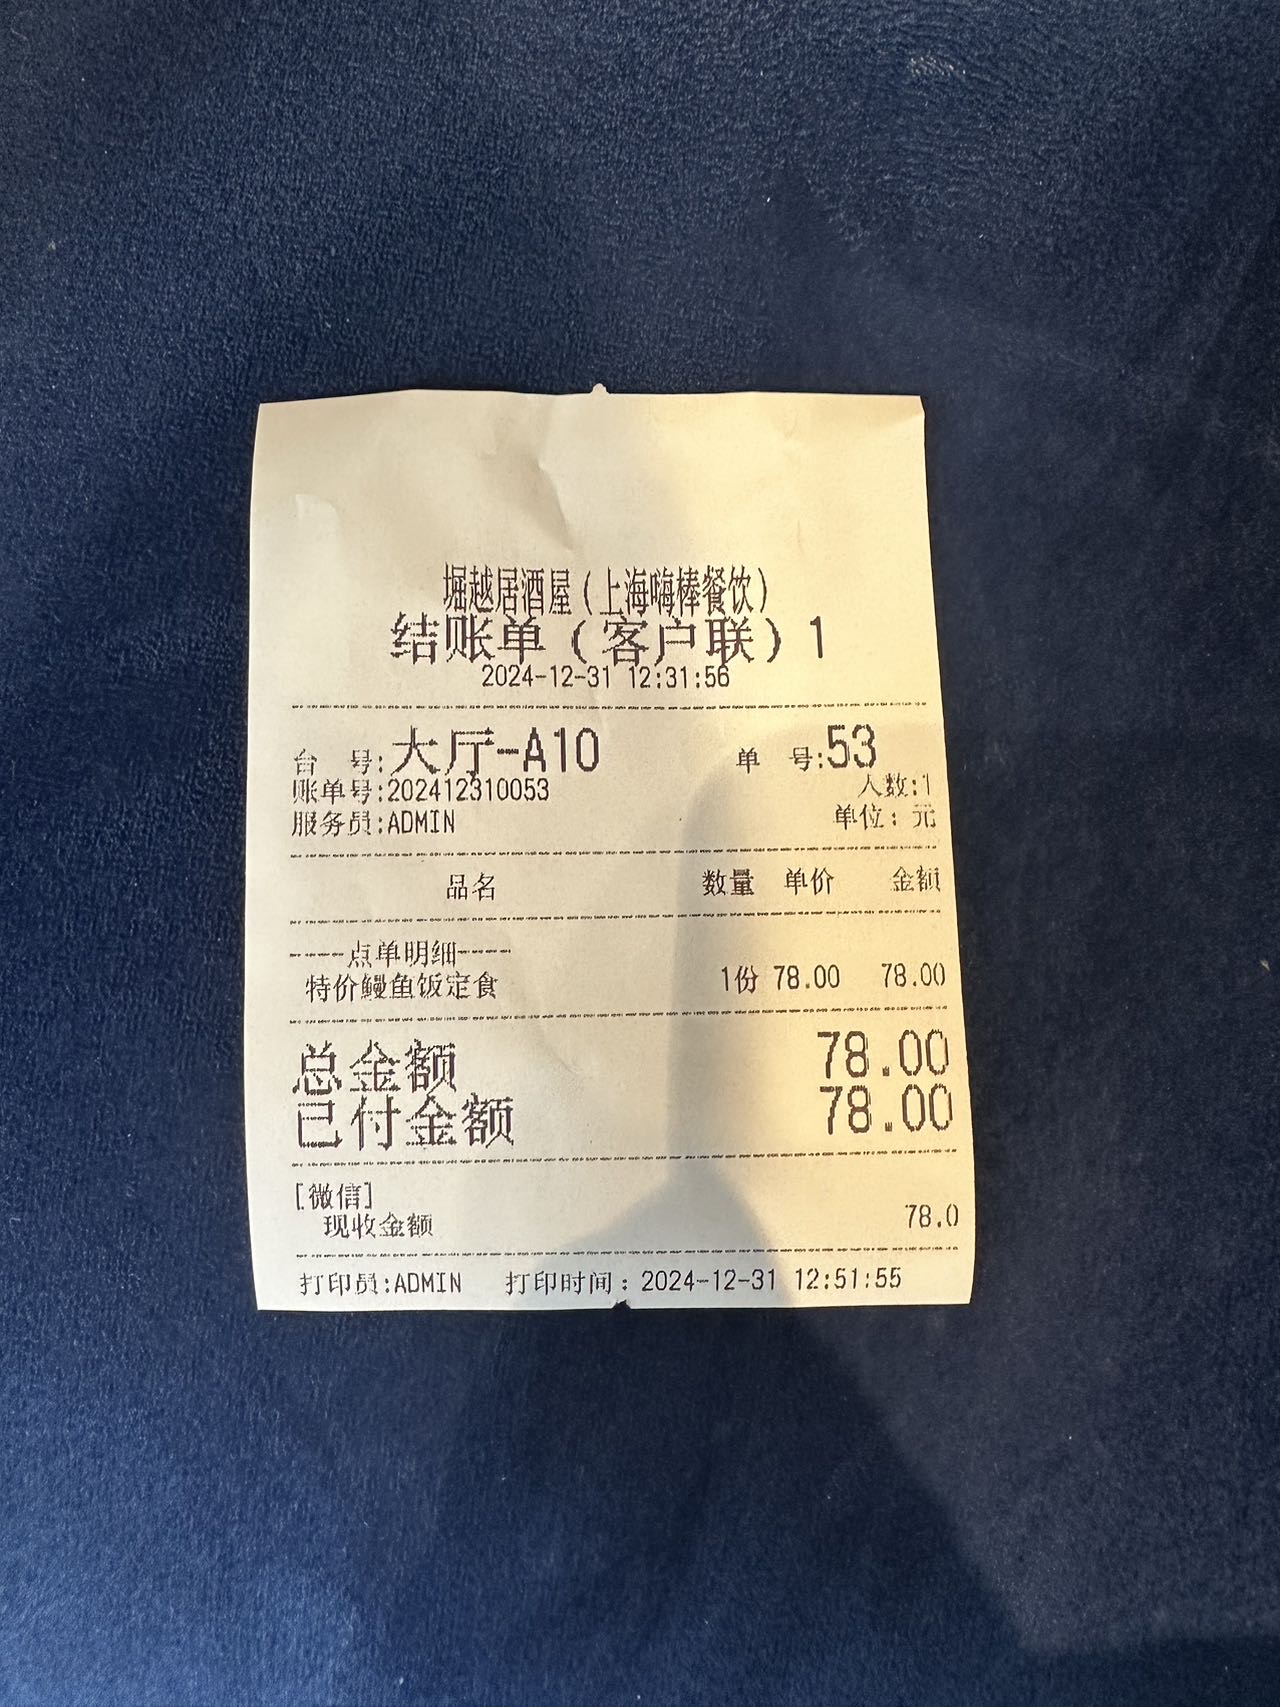 堀越居酒屋(上海嗨棒餐饮)
结账单(客户联)1
2024-12-31 12:31:56
台 号:大厅-A10 单 号:53
账单号:202412310053 人数:1
服务员:ADMIN 单位:元
品名 数量 单价 金额
----点单明细----
特价鳗鱼饭定食 1份 78.00 78.00
总金额 78.00
已付金额 78.00
[微信]
现收金额 78.0
打印员:ADMIN 打印时间:2024-12-31 12:51:55